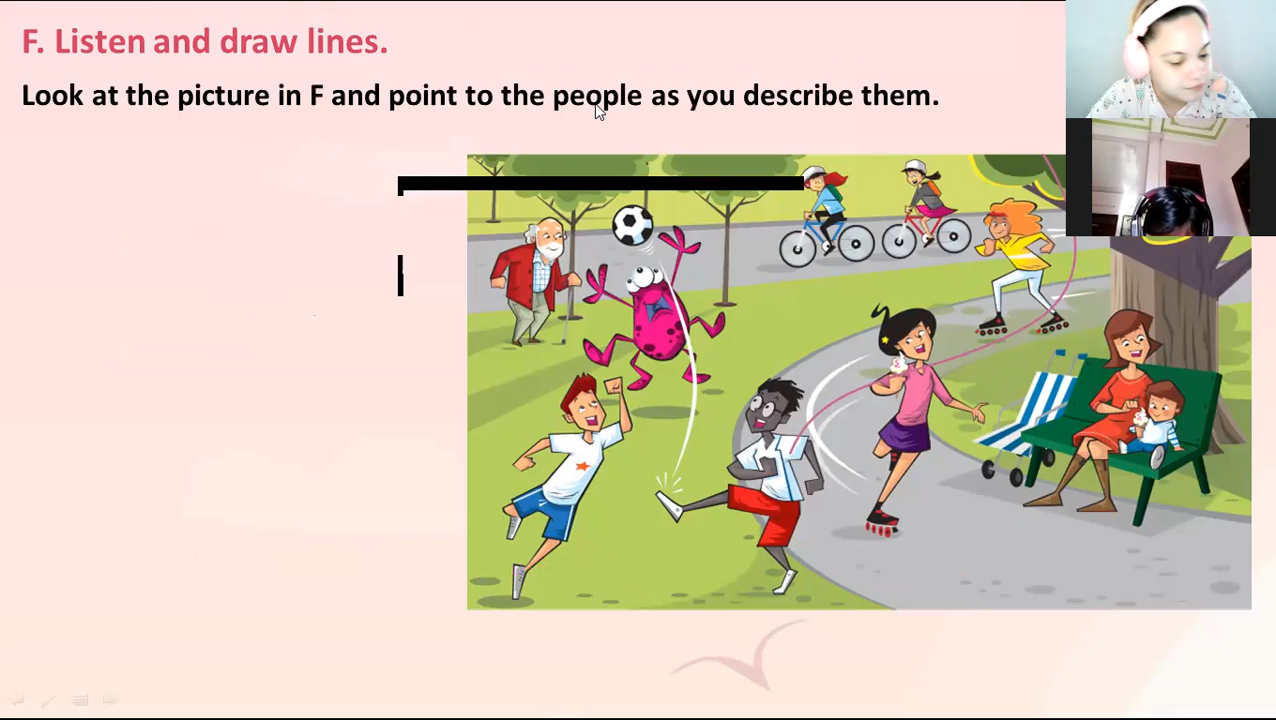 F. Listen and draw lines.
Look at the picture in F and point to the people as you describe them.